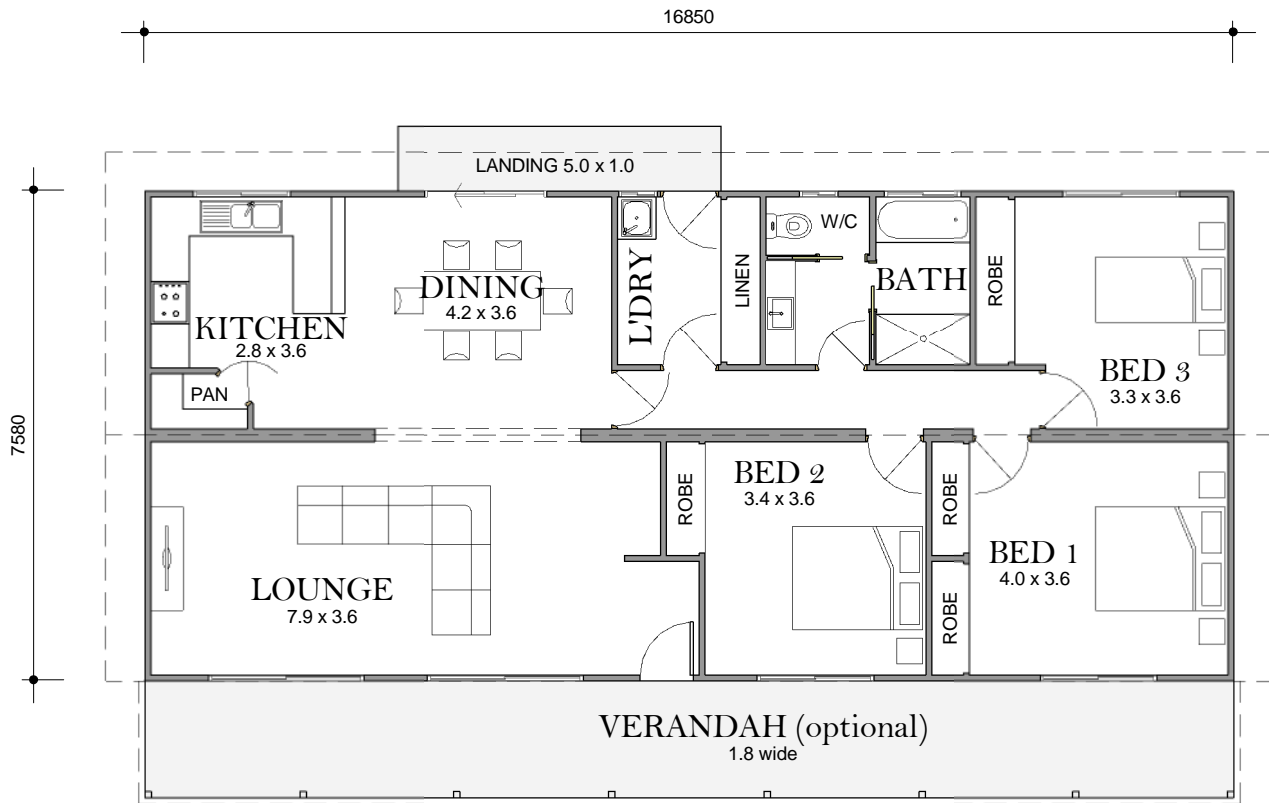 16850
7580
LANDING 5.0 x 1.0
W/C
L'DRY
LINEN
BATH
ROBE
DINING
4.2 x 3.6
KITCHEN
2.8 x 3.6
PAN
BED 3
3.3 x 3.6
ROBE
BED 2
3.4 x 3.6
ROBE
BED 1
4.0 x 3.6
ROBE
LOUNGE
7.9 x 3.6
VERANDAH (optional)
1.8 wide